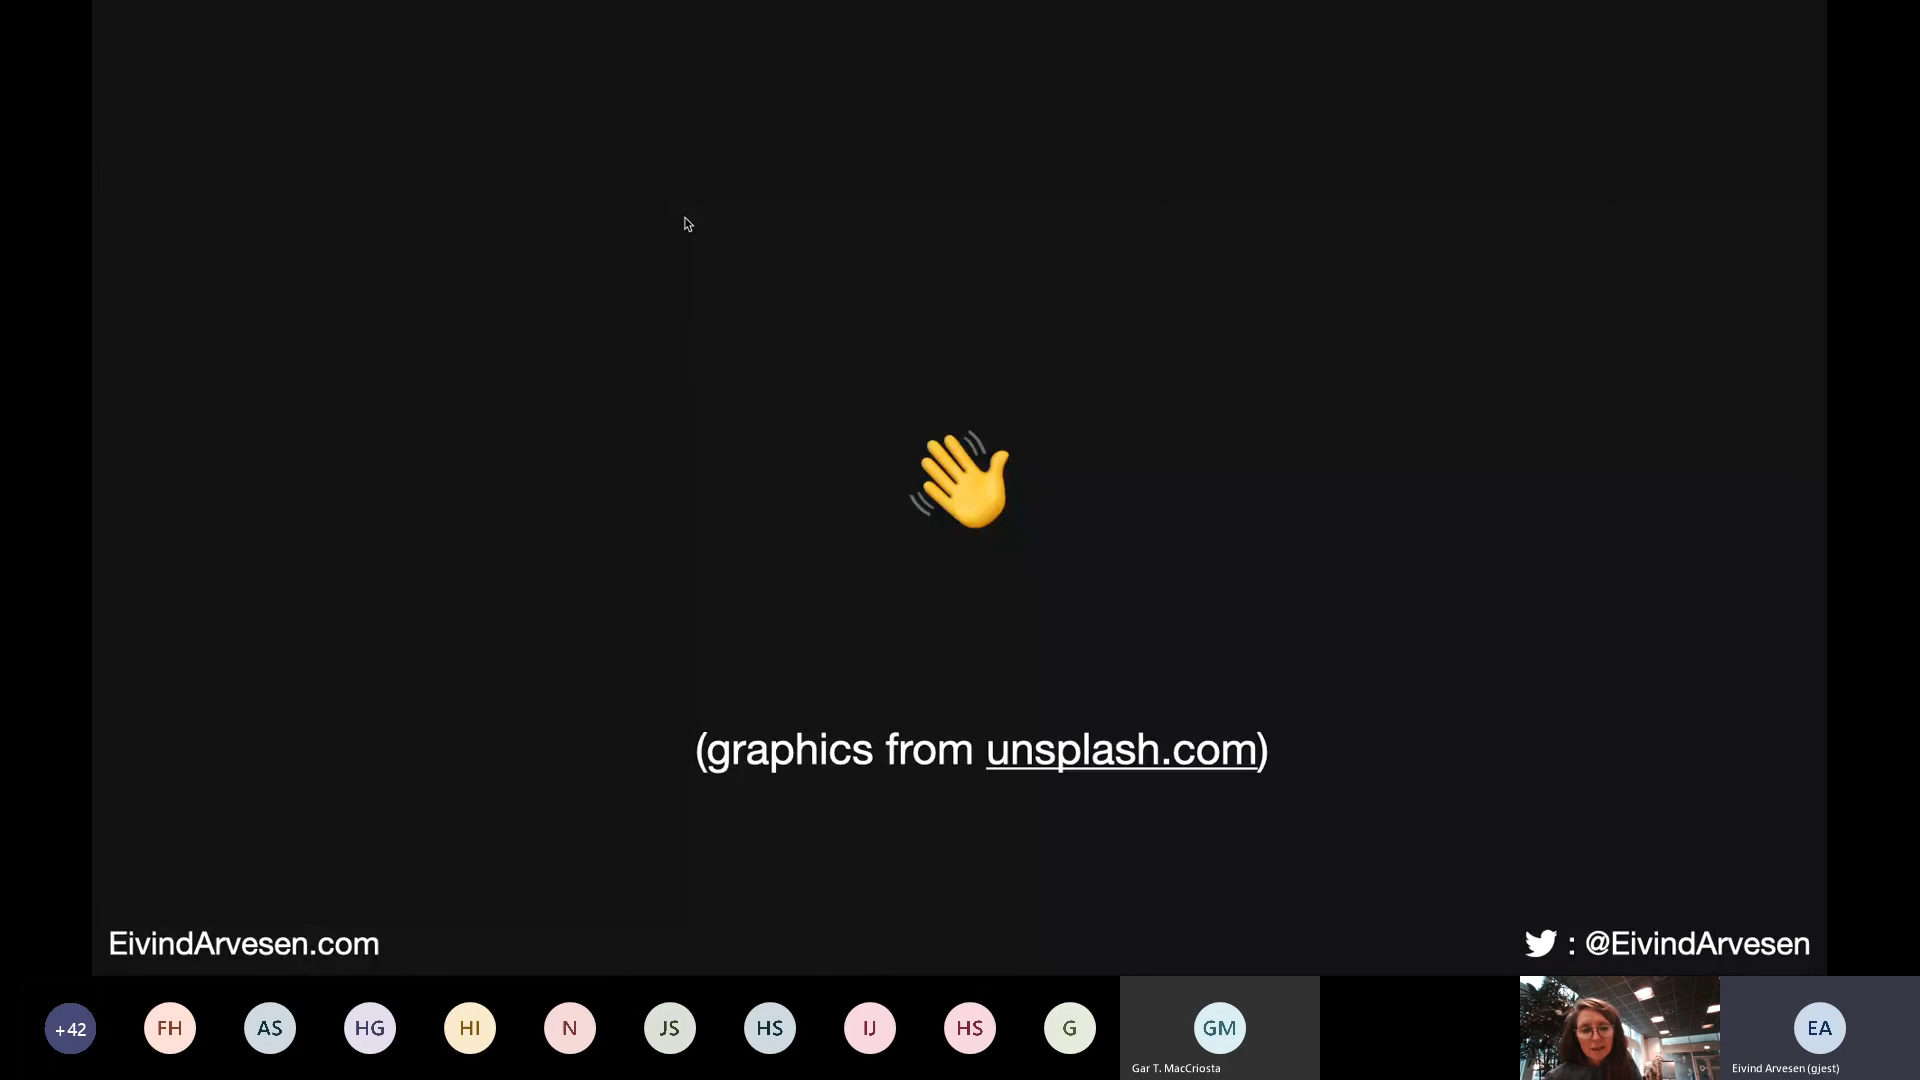 (graphics from unsplash.com)
EivindArvesen.com
: @EivindArvesen
+42
FH
AS
HG
HI
N
JS
HS
IJ
HS
G
GM
EA
Gar T. MacCriosta
Eivind Arvesen (gjest)